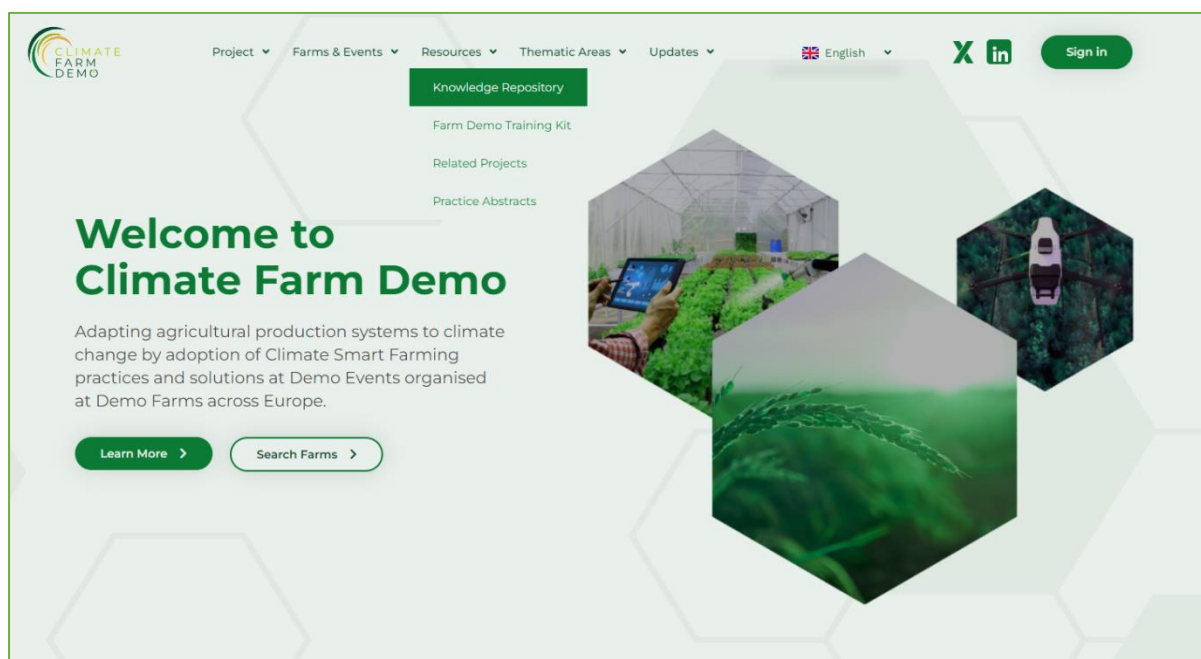 CLIMATE
FARM
DEMO
Project
Farms & Events
Resources
Thematic Areas
Updates
English
X
in
Sign in
Knowledge Repository
Farm Demo Training Kit
Related Projects
Practice Abstracts
Welcome to
Climate Farm Demo
Adapting agricultural production systems to climate
change by adoption of Climate Smart Farming
practices and solutions at Demo Events organised
at Demo Farms across Europe.
Learn More
Search Farms